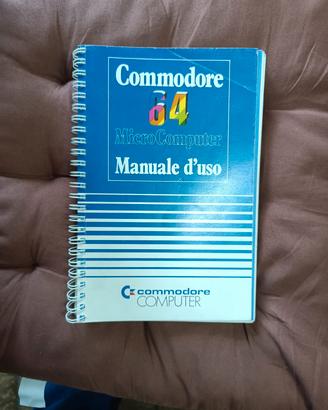 Commodore
64
MicroComputer
Manuale d'uso
commodore
COMPUTER